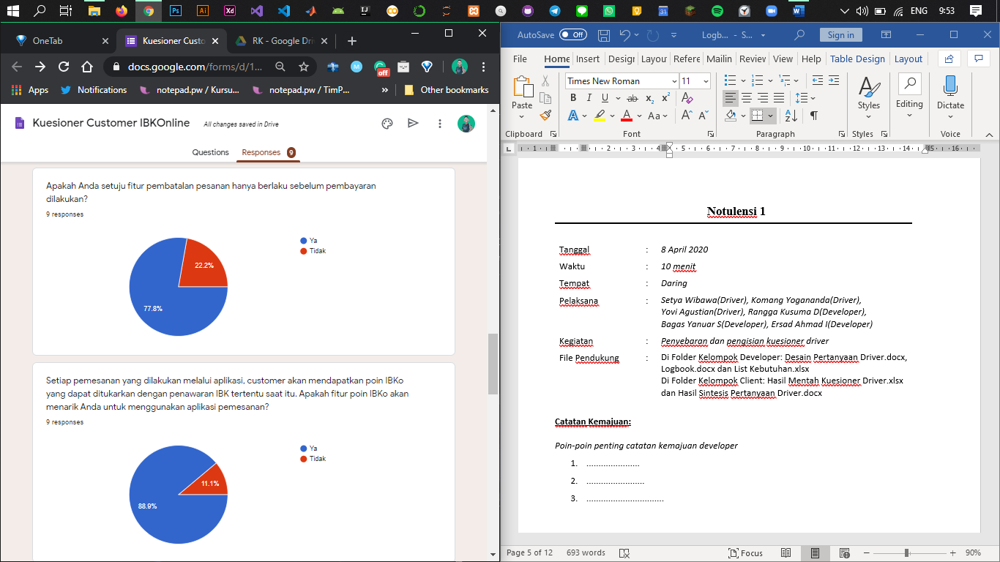 ENG 9:53
OneTab
Kuesioner Custo
RK - Google Dri
docs.google.com/forms/d/1...
off
Apps
Notifications
notepad.pw / Kursu...
notepad.pw / TimP...
»
Other bookmarks
Kuesioner Customer IBKOnline
All changes saved in Drive
Questions
Responses 9
Apakah Anda setuju fitur pembatalan pesanan hanya berlaku sebelum pembayaran
dilakukan?
9 responses
Ya
Tidak
22.2%
77.8%
Setiap pemesanan yang dilakukan melalui aplikasi, customer akan mendapatkan poin IBKo
yang dapat ditukarkan dengan penawaran IBK tertentu saat itu. Apakah fitur poin IBKo akan
menarik Anda untuk menggunakan aplikasi pemesanan?
9 responses
Ya
Tidak
11.1%
88.9%
AutoSave Off
Logb... - S...
Sign in
File Home Insert Desigr Layou Refere Mailin Review View Help Table Design Layout
Times New Roman 11
Paste
Styles
Editing
Dictate
Clipboard Font Paragraph Styles Voice
Notulensi 1
Tanggal : 8 April 2020
Waktu : 10 menit
Tempat : Daring
Pelaksana : Setya Wibawa(Driver), Komang Yogananda(Driver),
Yovi Agustian(Driver), Rangga Kusuma D(Developer),
Bagas Yanuar S(Developer), Ersad Ahmad I(Developer)
Kegiatan : Penyebaran dan pengisian kuesioner driver
File Pendukung : Di Folder Kelompok Developer: Desain Pertanyaan Driver.docx,
Logbook.docx dan List Kebutuhan.xlsx
Di Folder Kelompok Client: Hasil Mentah Kuesioner Driver.xlsx
dan Hasil Sintesis Pertanyaan Driver.docx
Catatan Kemajuan:
Poin-poin penting catatan kemajuan developer
1. ......................
2. ........................
3. ................................
Page 5 of 12 693 words
Focus
90%